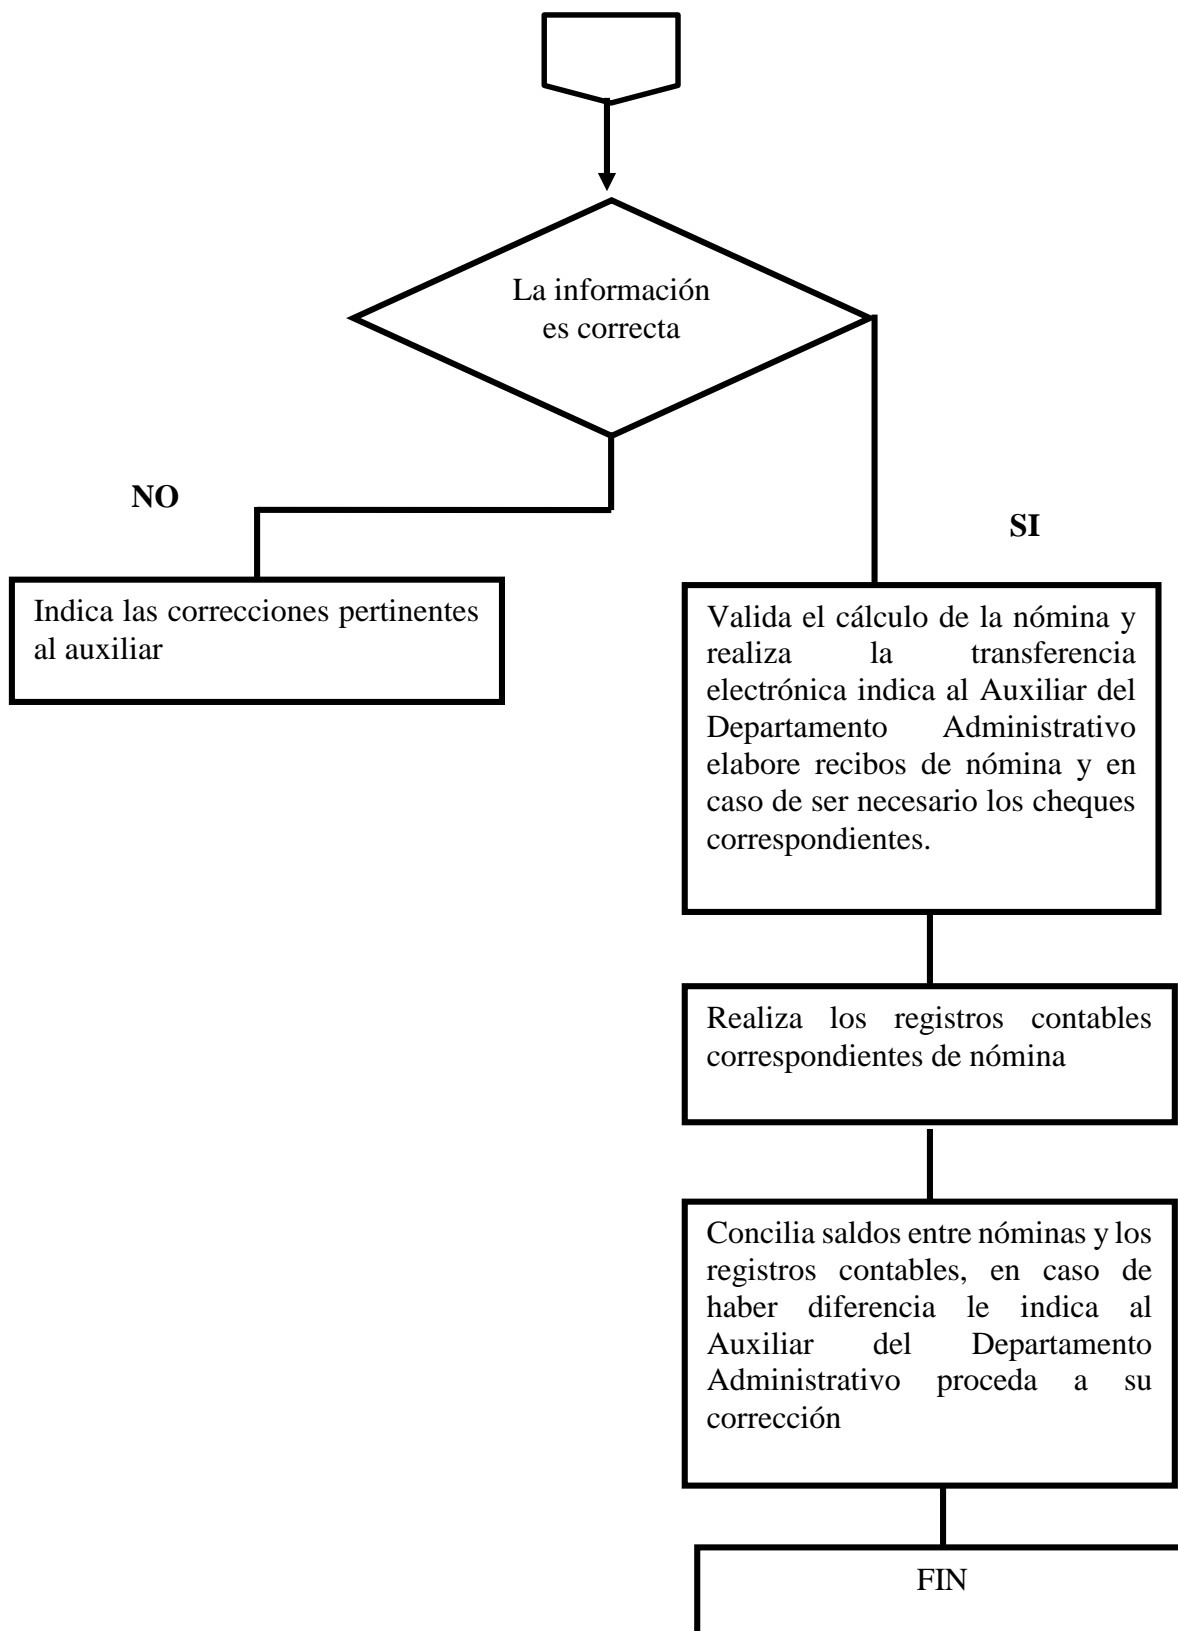 La información
es correcta
NO
SI
Indica las correcciones pertinentes
al auxiliar
Valida el cálculo de la nómina y
realiza la transferencia
electrónica indica al Auxiliar del
Departamento Administrativo
elabore recibos de nómina y en
caso de ser necesario los cheques
correspondientes.
Realiza los registros contables
correspondientes de nómina
Concilia saldos entre nóminas y los
registros contables, en caso de
haber diferencia le indica al
Auxiliar del Departamento
Administrativo proceda a su
corrección
FIN